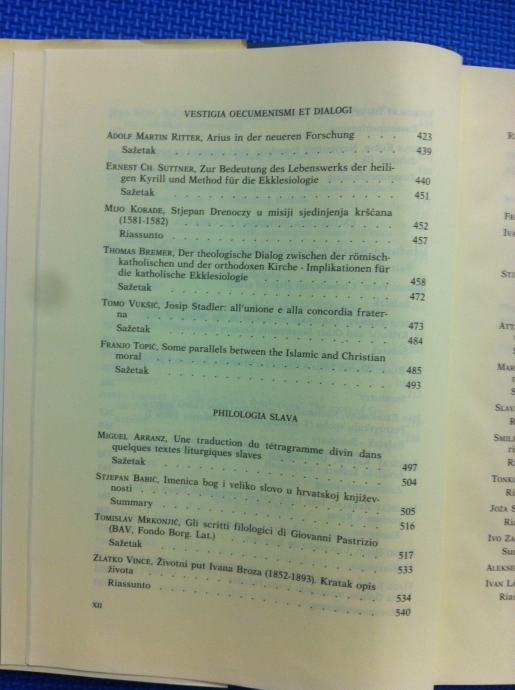 VESTIGIA OECUMENISMI ET DIALOGI
ADOLF MARTIN RITTER, Arius in der neueren Forschung . . . 423
Sažetak . . . . . . . . . . . . 439
ERNEST CH. SUTTNER, Zur Bedeutung des Lebenswerks der heili-
gen Kyrill und Method für die Ekklesiologie . . . . . 440
Sažetak . . . . . . . . . . . . 451
MIJO KORADE, Stjepan Drenoczy u misiji sjedinjenja kršćana
(1581-1582) . . . . . . . . . . . . 452
Riassunto . . . . . . . . . . . . 457
THOMAS BREMER, Der theologische Dialog zwischen der römisch-
katholischen und der orthodoxen Kirche - Implikationen für
die katholische Ekklesiologie . . . . . . . . 458
Sažetak . . . . . . . . . . . . 472
TOMO VUKŠIĆ, Josip Stadler: all'unione e alla concordia frater-
na . . . . . . . . . . . . 473
Sažetak . . . . . . . . . . . . 484
FRANJO TOPIĆ, Some parallels between the Islamic and Christian
moral . . . . . . . . . . . . 485
Sažetak . . . . . . . . . . . . 493
PHILOLOGIA SLAVA
MIGUEL ARRANZ, Une traduction du tétragramme divin dans
quelques textes liturgiques slaves . . . . . . . 497
Sažetak . . . . . . . . . . . . 504
STJEPAN BABIĆ, Imenica bog i veliko slovo u hrvatskoj književ-
nosti . . . . . . . . . . . . 505
Summary . . . . . . . . . . . . 516
TOMISLAV MRKONJIĆ, Gli scritti filologici di Giovanni Pastrizio
(BAV, Fondo Borg. Lat.) . . . . . . . . . 517
Sažetak . . . . . . . . . . . . 533
ZLATKO VINCE, Životni put Ivana Broza (1852-1893). Kratak opis
života . . . . . . . . . . . . 534
Riassunto . . . . . . . . . . . . 540
XII